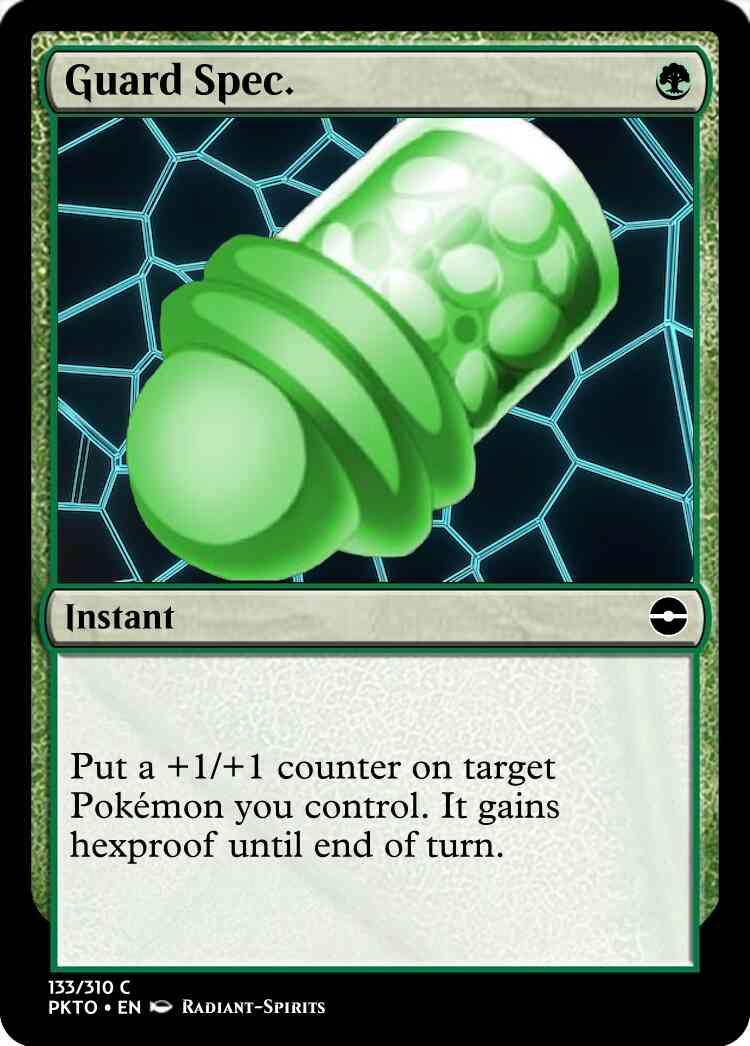 Guard Spec.
Instant
Put a +1/+1 counter on target
Pokémon you control. It gains
hexproof until end of turn.
133/310 C
PKTO • EN Radiant-Spirits